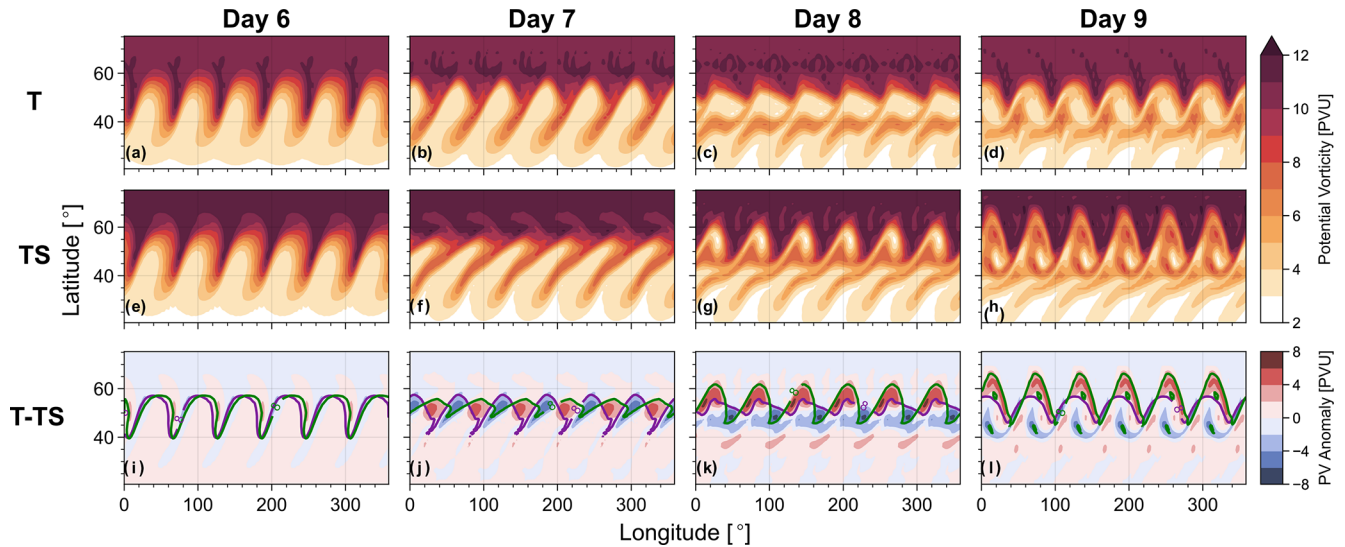 Day 6 Day 7 Day 8 Day 9
T
60
40
(a) (b) (c) (d)
TS
60
40
(e) (f) (g) (h)
Latitude [°]
T-TS
60
40
(i) (j) (k) (l)
0 100 200 300 0 100 200 300 0 100 200 300 0 100 200 300
Longitude [°]
12
10
8
6
4
2
Potential Vorticity [PVU]
8
4
0
−4
−8
PV Anomaly [PVU]